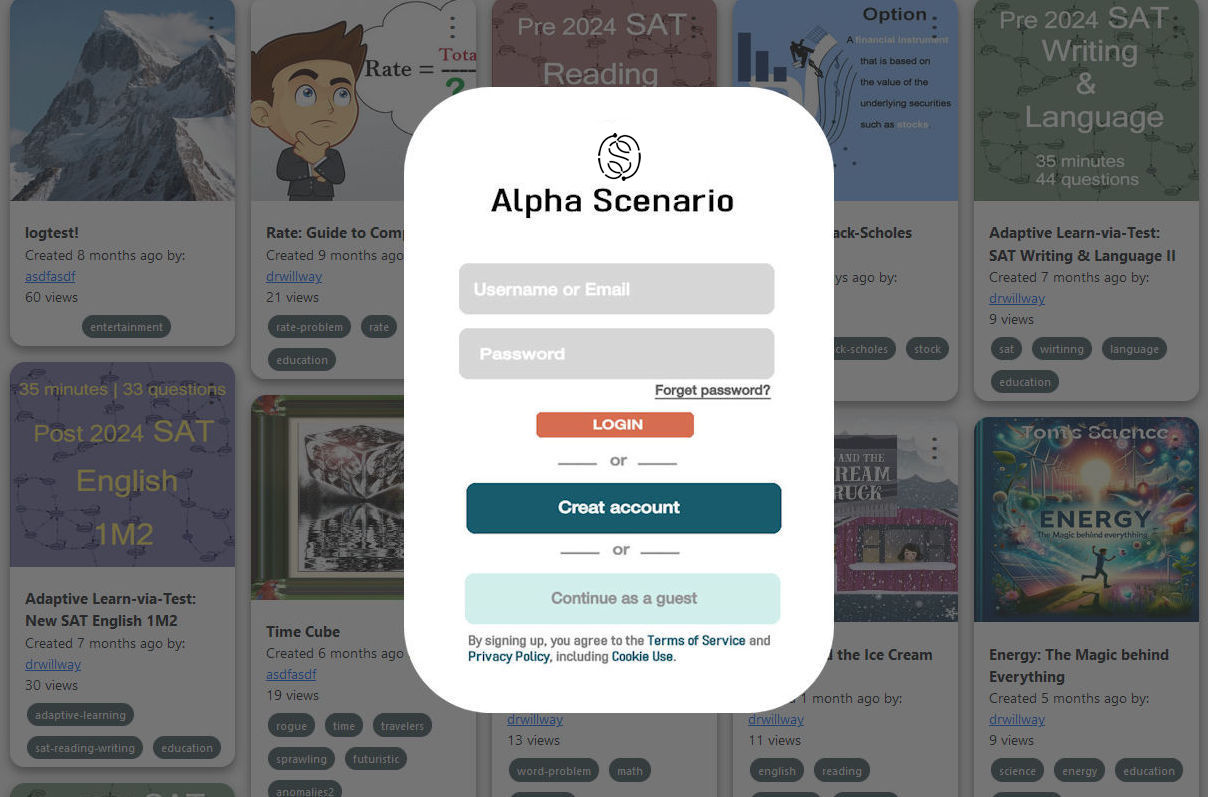 logtest!
Created 8 months ago by:
asdfasdf
60 views
entertainment
35 minutes | 33 questions
Post 2024 SAT
English
1M2
Adaptive Learn-via-Test:
New SAT English 1M2
Created 7 months ago by:
drwillway
30 views
adaptive-learning
sat-reading-writing education
Rate =
Tota
?
Rate: Guide to Com
Created 9 months ago
drwillway
21 views
rate-problem rate
education
Time Cube
Created 6 months ago
asdfasdf
19 views
rogue time travelers
sprawling futuristic
anomalies2
Pre 2024 SAT
Reading
Alpha Scenario
Username or Email
Password
Forget password?
LOGIN
or
Creat account
or
Continue as a guest
By signing up, you agree to the Terms of Service and
Privacy Policy, including Cookie Use.
drwillway
13 views
word-problem math
Option
A financial instrument
that is based on
the value of the
underlying securities
such as stocks
ack-Scholes
ys ago by:
ck-scholes stock
AND THE
REAM
RUCK
the Ice Cream
1 month ago by:
drwillway
11 views
english reading
Pre 2024 SAT
Writing
&
Language
35 minutes
44 questions
Adaptive Learn-via-Test:
SAT Writing & Language II
Created 7 months ago by:
drwillway
9 views
sat wirtinng language
education
ENERGY
The Magic behind everythhing
Energy: The Magic behind
Everything
Created 5 months ago by:
drwillway
9 views
science energy education